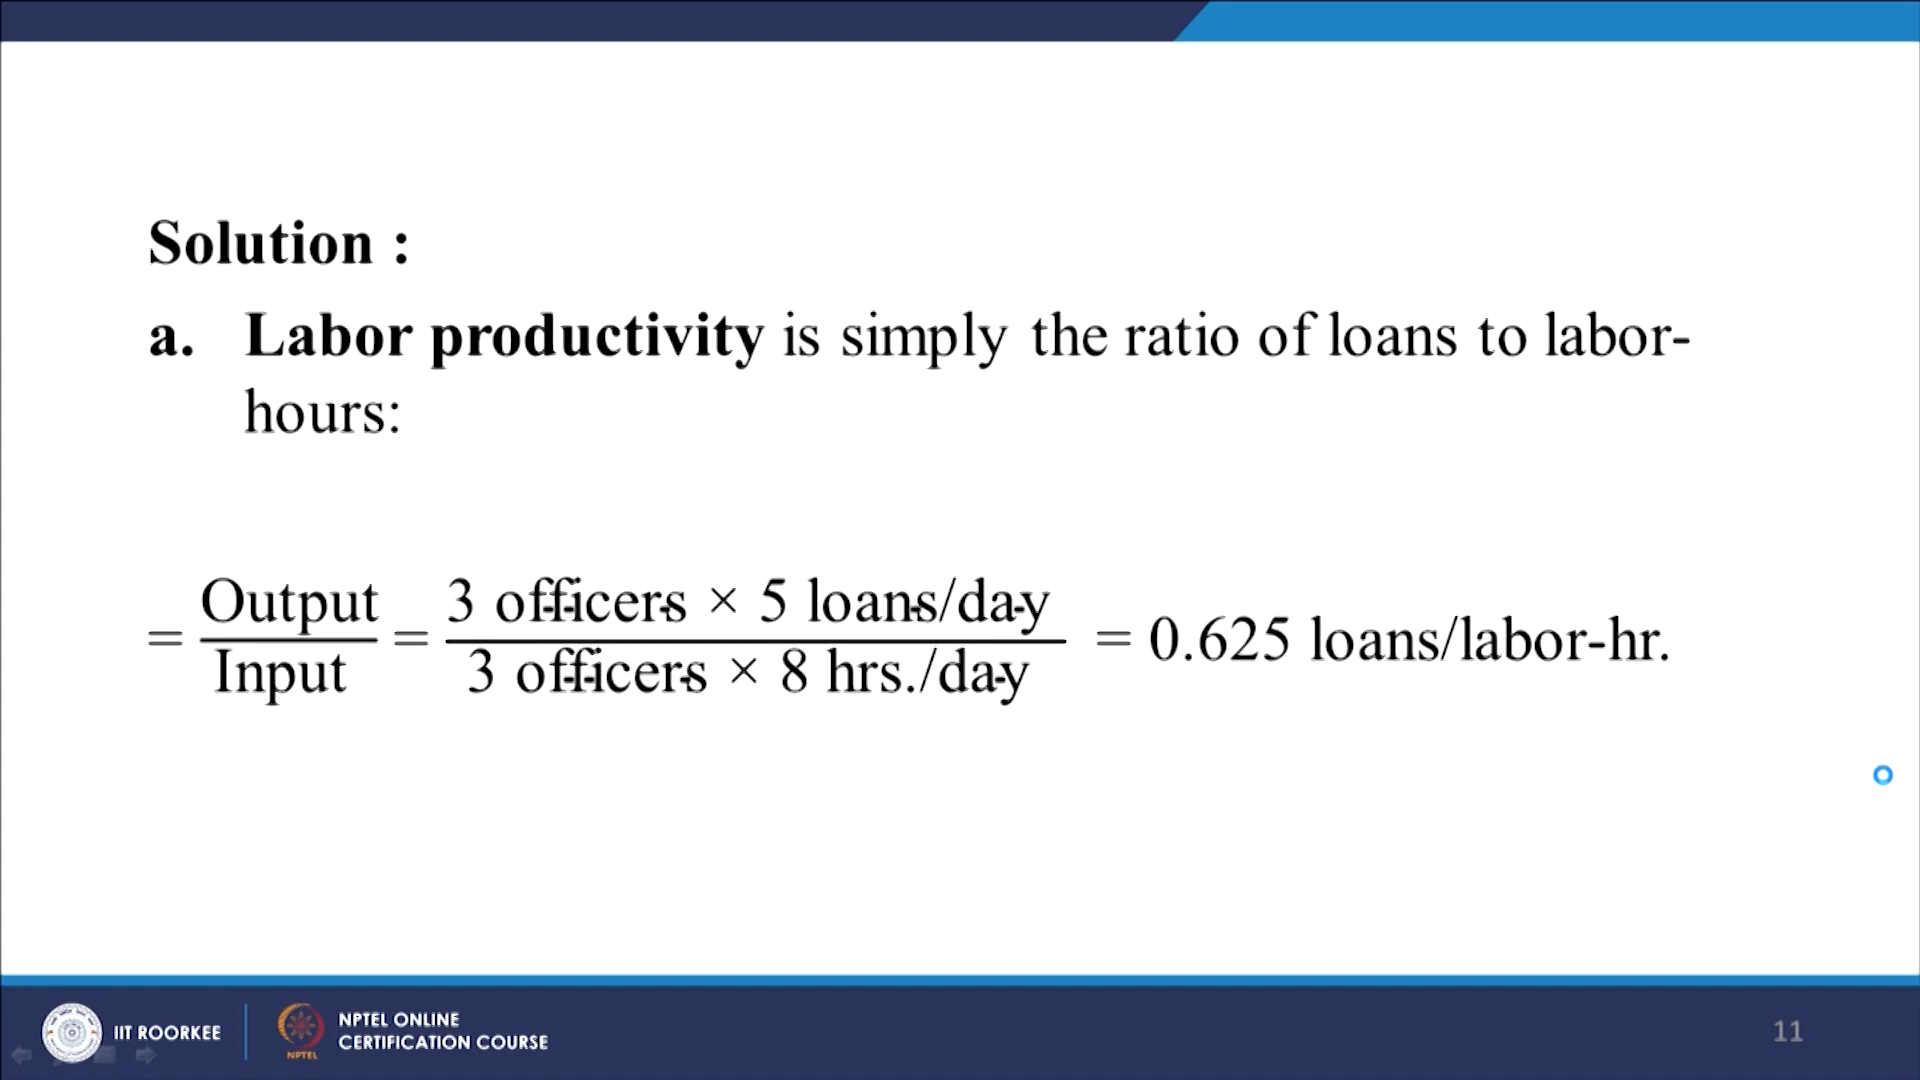 Solution :
a. Labor productivity is simply the ratio of loans to labor-
hours:
= Output / Input = 3 officers × 5 loans/day / 3 officers × 8 hrs./day = 0.625 loans/labor-hr.
IIT ROORKEE
NPTEL
NPTEL ONLINE
CERTIFICATION COURSE
11